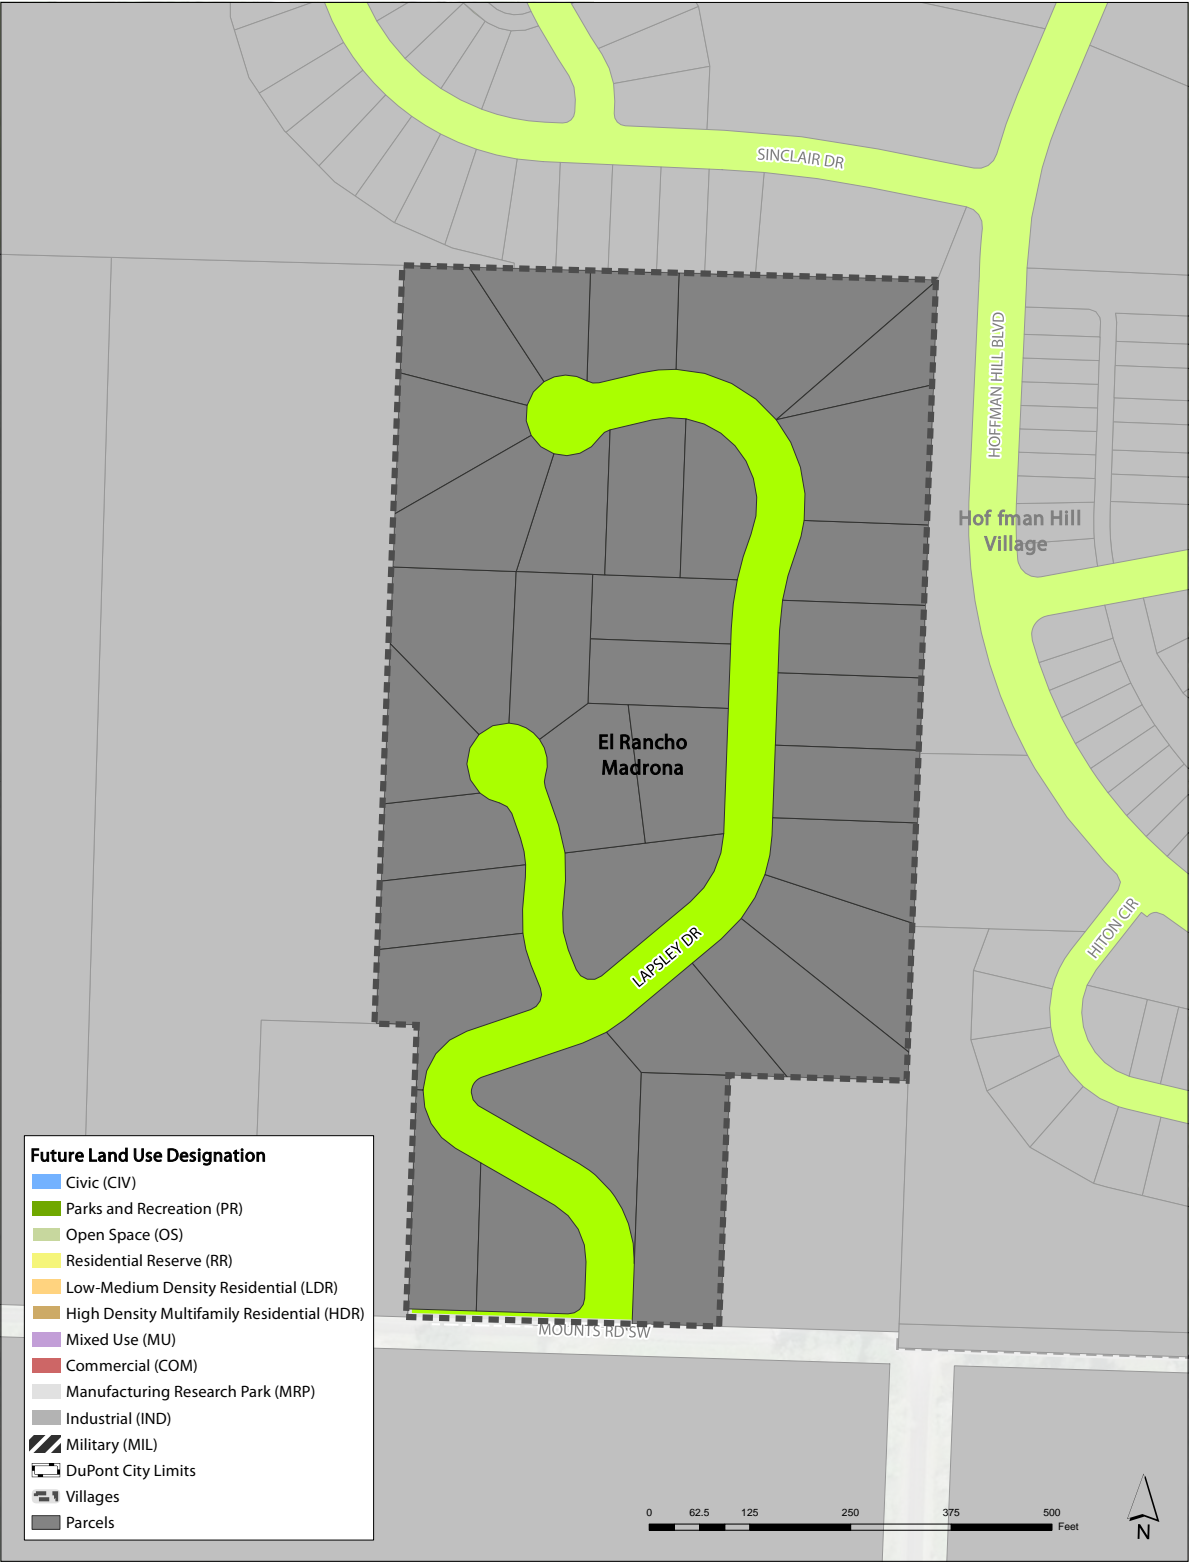 SINCLAIR DR
HOFFMAN HILL BLVD
Hof fman Hill
Village
El Rancho
Madrona
HITON CIR
LAPSLEY DR
MOUNTS RD SW
Future Land Use Designation
Civic (CIV)
Parks and Recreation (PR)
Open Space (OS)
Residential Reserve (RR)
Low-Medium Density Residential (LDR)
High Density Multifamily Residential (HDR)
Mixed Use (MU)
Commercial (COM)
Manufacturing Research Park (MRP)
Industrial (IND)
Military (MIL)
DuPont City Limits
Villages
Parcels
0 62.5 125 250 375 500
Feet
N